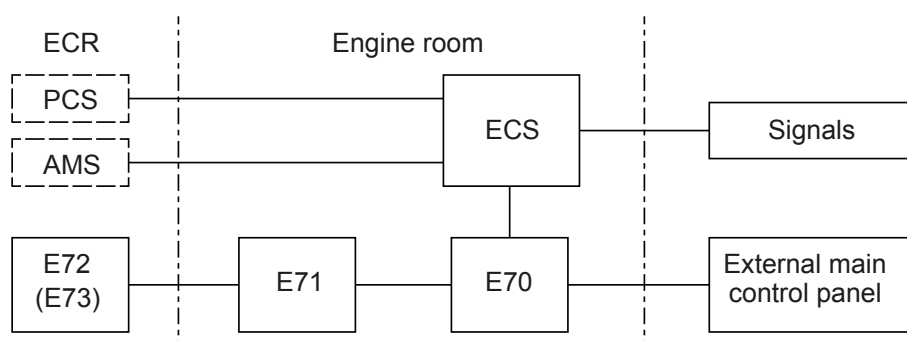 ECR
Engine room
PCS
ECS
Signals
AMS
E72
(E73)
E71
E70
External main
control panel